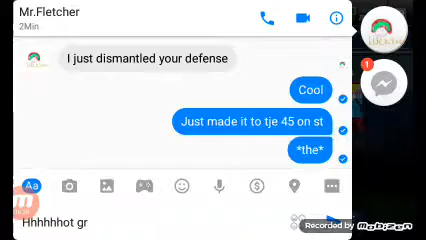 Mr.Fletcher
2Min
I just dismantled your defense
Cool
Just made it to tje 45 on st
*the*
1
Aa
Hhhhhhot gr
Recorded by Mobizen